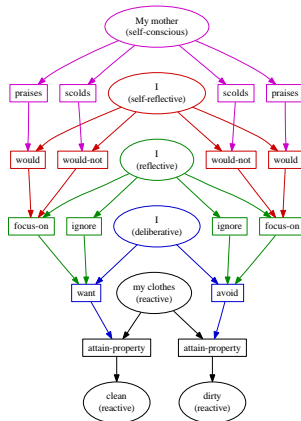 My mother
(self-conscious)
praises scolds scolds praises
I
(self-reflective)
would would-not would-not would
I
(reflective)
focus-on ignore ignore focus-on
I
(deliberative)
want my clothes avoid
(reactive)
attain-property attain-property
clean dirty
(reactive) (reactive)